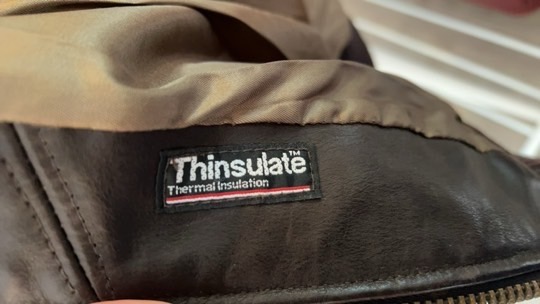 Thinsulate™
Thermal Insulation